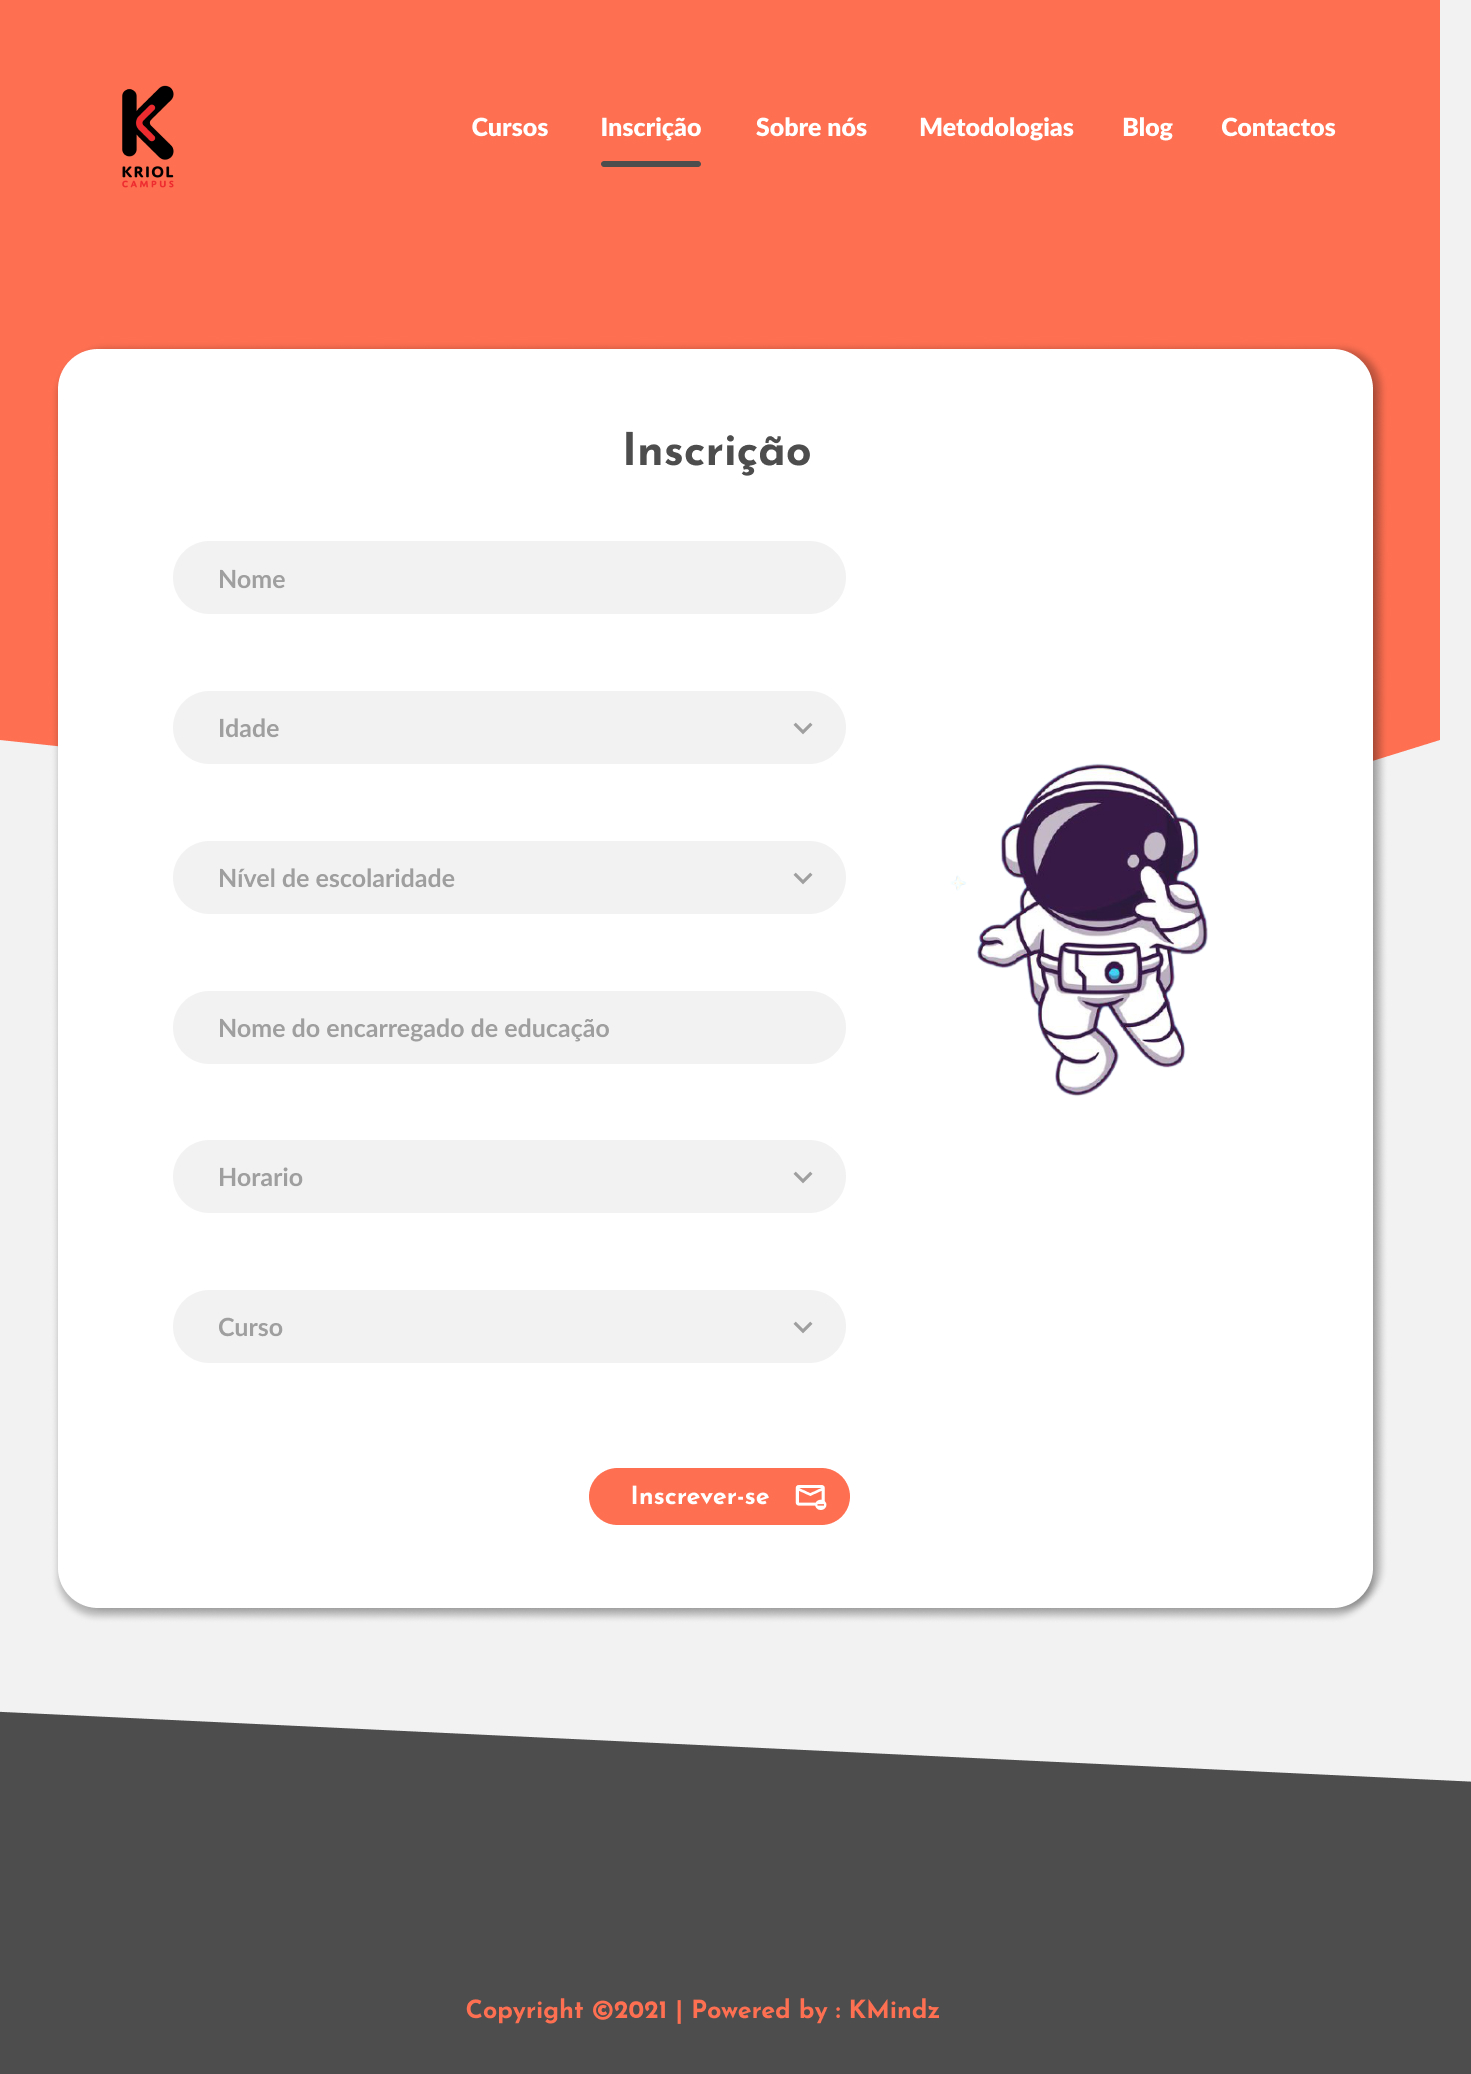 KRIOL
CAMPUS
Cursos Inscrição Sobre nós Metodologias Blog Contactos
Inscrição
Nome
Idade
Nível de escolaridade
Nome do encarregado de educação
Horario
Curso
Inscrever-se
Copyright ©2021 | Powered by : KMindz